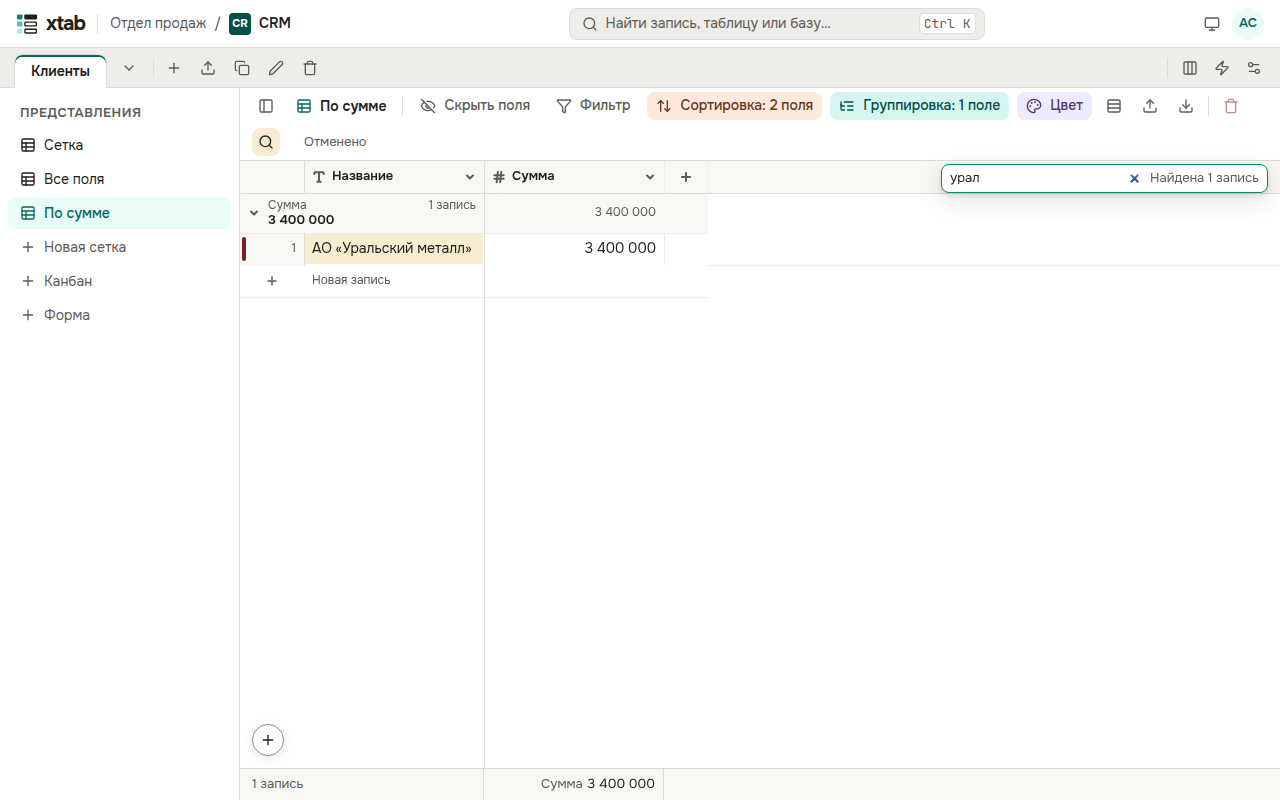 xtab
Отдел продаж / CR CRM
Найти запись, таблицу или базу...
Ctrl K
АС
Клиенты
ПРЕДСТАВЛЕНИЯ
Сетка
Все поля
По сумме
Новая сетка
Канбан
Форма
По сумме
Скрыть поля
Фильтр
Сортировка: 2 поля
Группировка: 1 поле
Цвет
Отменено
Название
Сумма
урал
Найдена 1 запись
Сумма
1 запись
3 400 000
3 400 000
1
АО «Уральский металл»
3 400 000
Новая запись
1 запись
Сумма 3 400 000